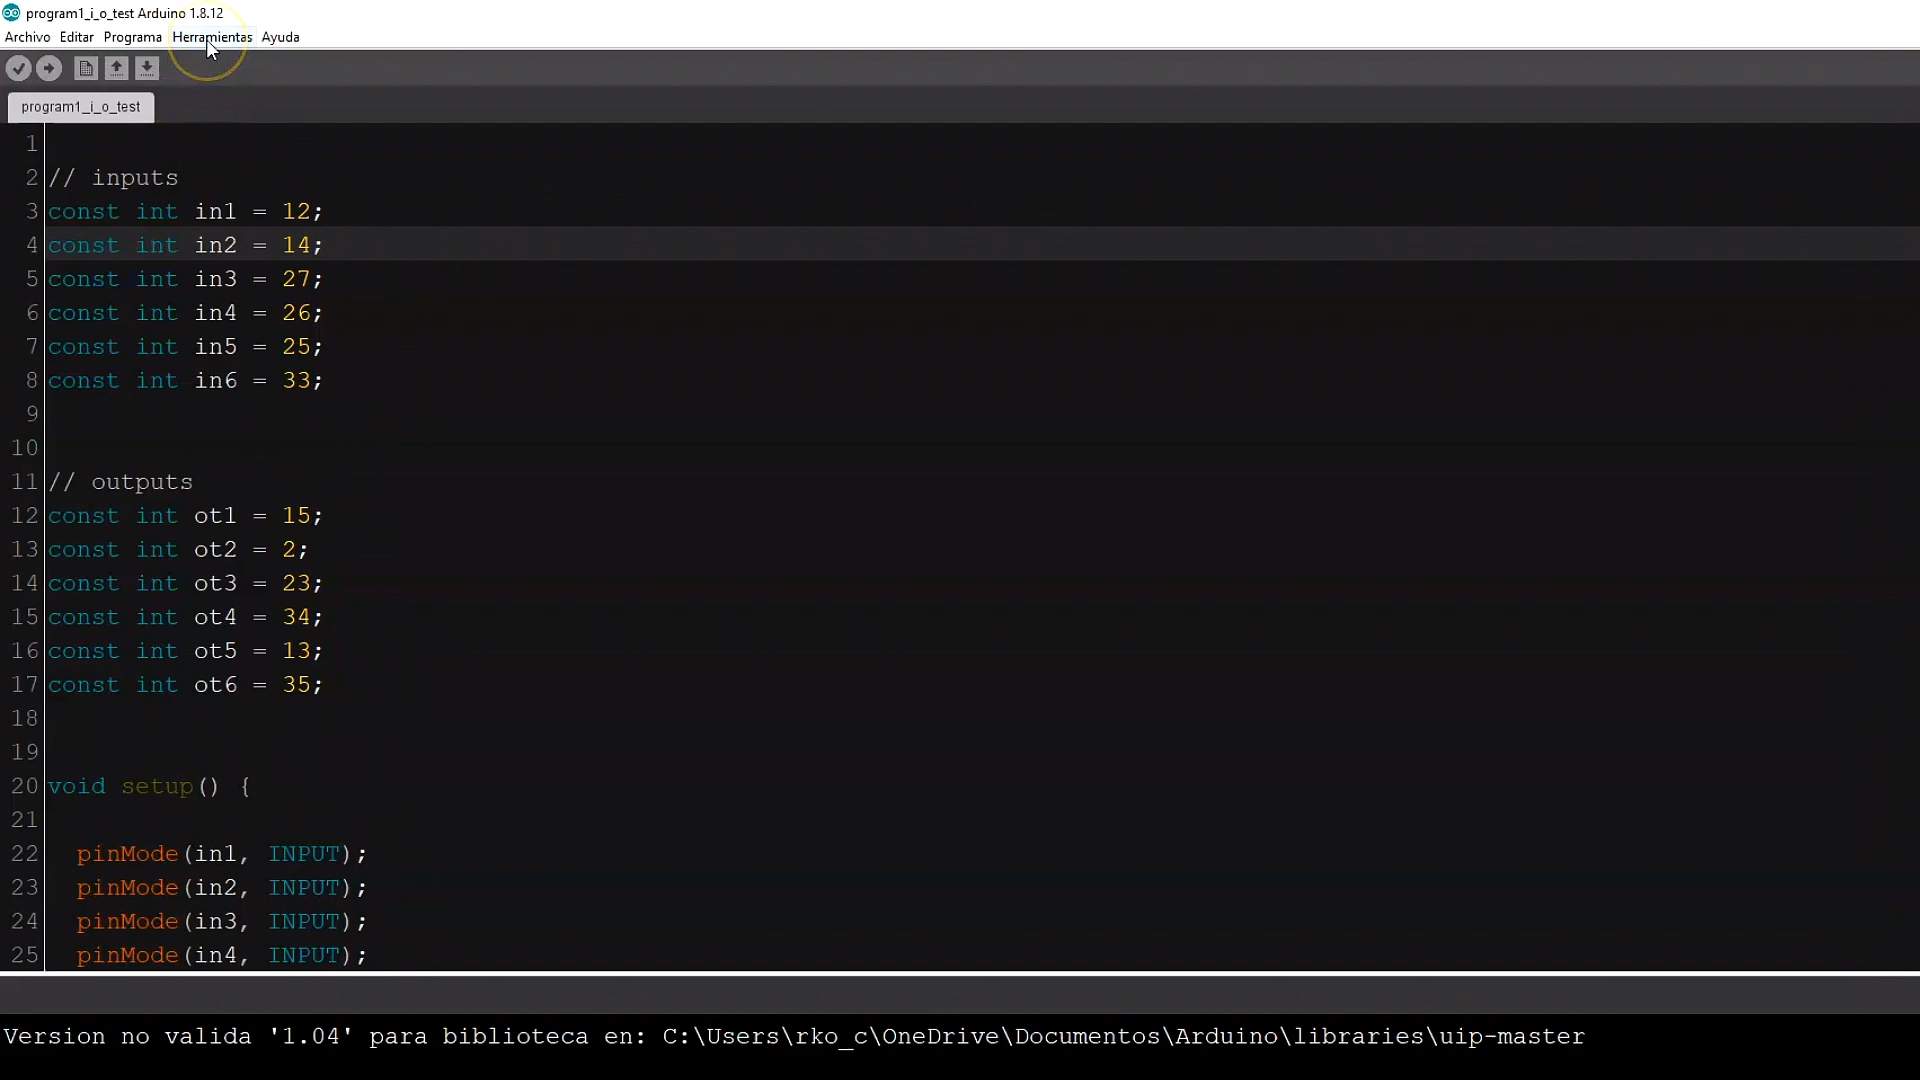 program1_i_o_test Arduino 1.8.12
Archivo Editar Programa Herramientas Ayuda
program1_i_o_test
1
2 // inputs
3 const int in1 = 12;
4 const int in2 = 14;
5 const int in3 = 27;
6 const int in4 = 26;
7 const int in5 = 25;
8 const int in6 = 33;
9
10
11 // outputs
12 const int ot1 = 15;
13 const int ot2 = 2;
14 const int ot3 = 23;
15 const int ot4 = 34;
16 const int ot5 = 13;
17 const int ot6 = 35;
18
19
20 void setup() {
21
22 pinMode(in1, INPUT);
23 pinMode(in2, INPUT);
24 pinMode(in3, INPUT);
25 pinMode(in4, INPUT);
Version no valida '1.04' para biblioteca en: C:\Users\rko_c\OneDrive\Documentos\Arduino\libraries\uip-master